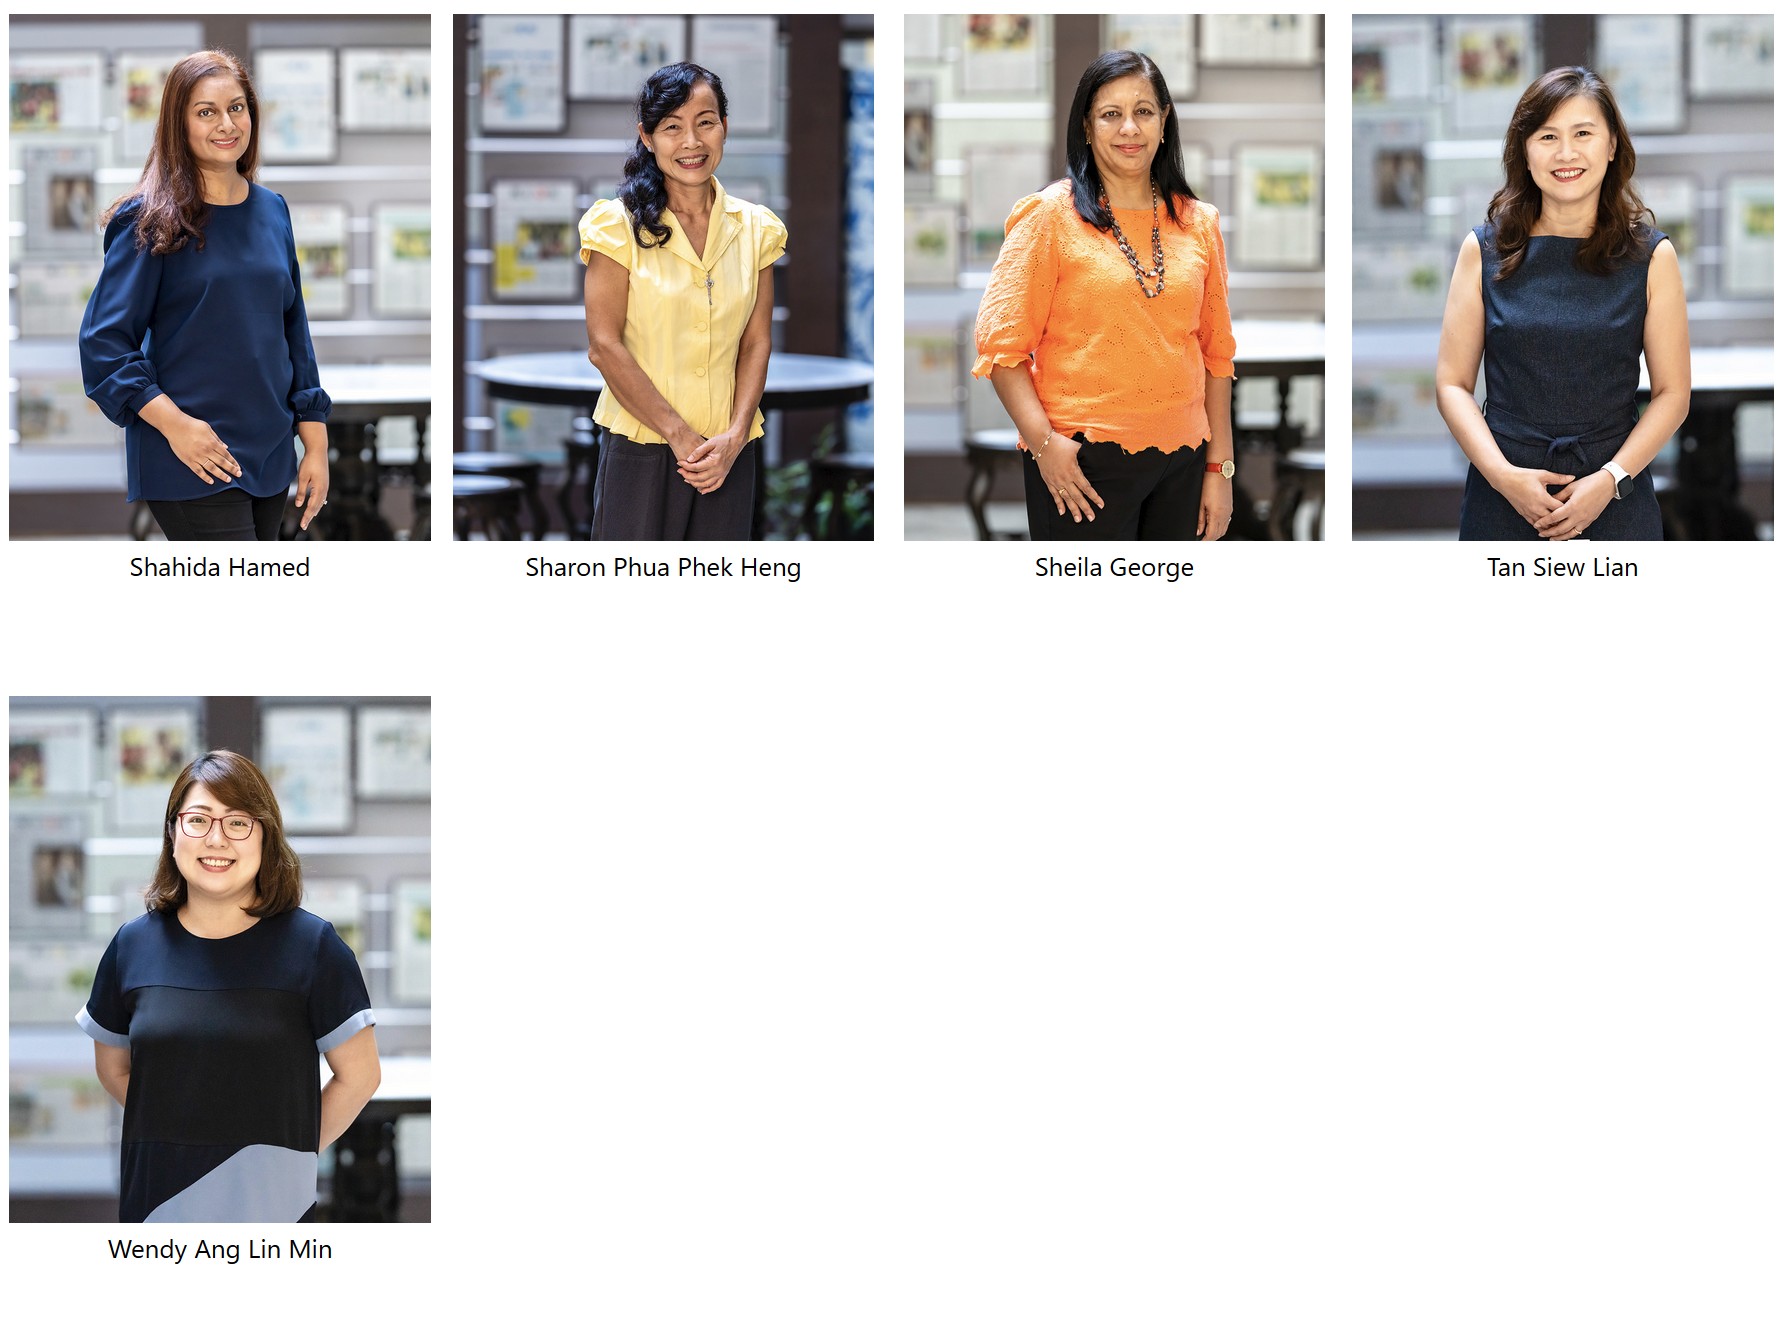 Shahida Hamed
Sharon Phua Phek Heng
Sheila George
Tan Siew Lian
Wendy Ang Lin Min